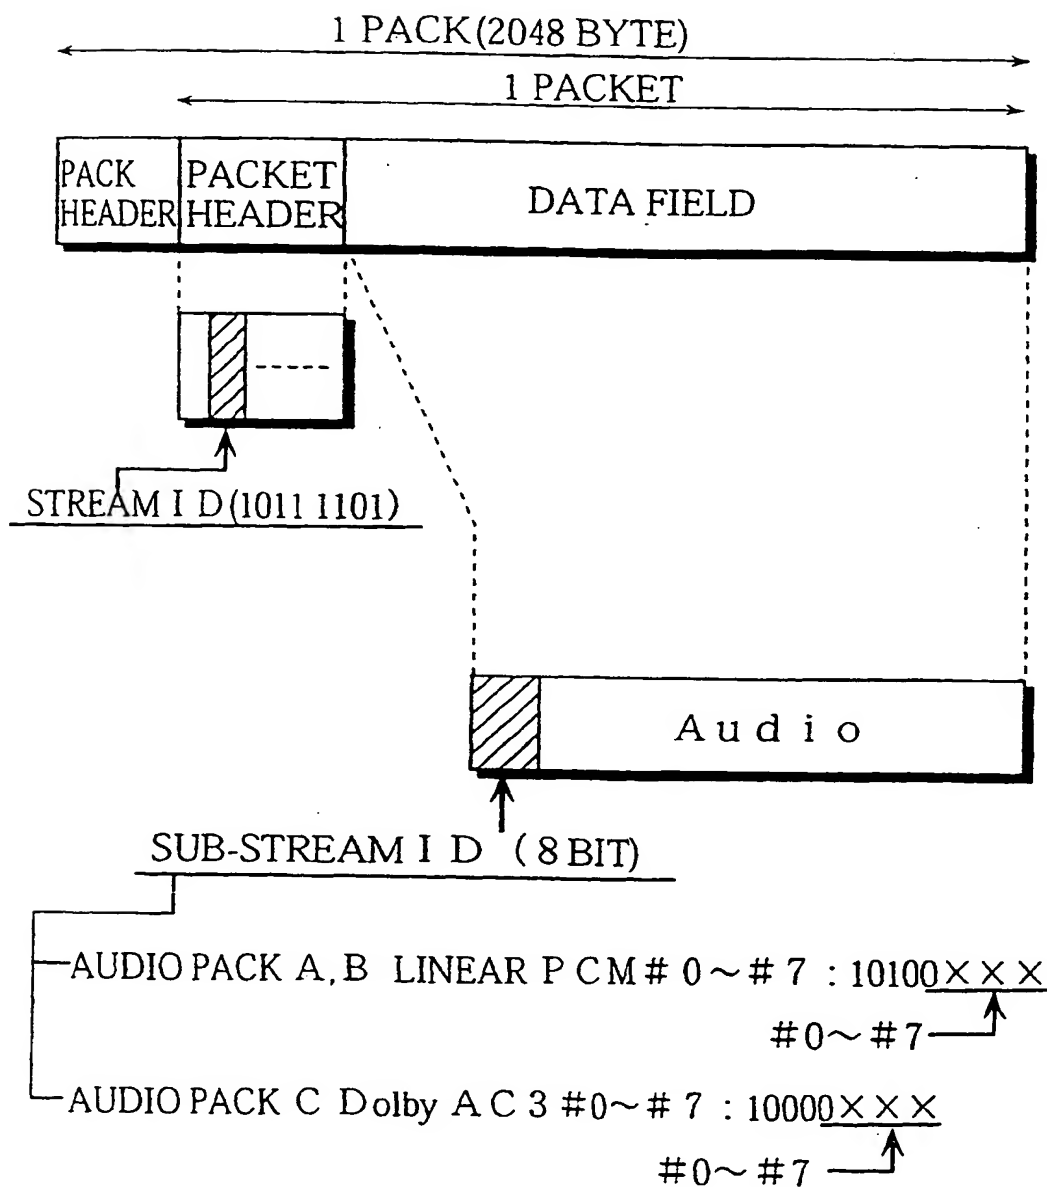 1 PACK(2048 BYTE)
1 PACKET
PACK HEADER
PACKET HEADER
DATA FIELD
STREAM I D(1011 1101)
Audio
SUB-STREAM I D (8 BIT)
AUDIO PACK A, B LINEAR P C M # 0～# 7 : 10100×××
#0～# 7
AUDIO PACK C Dolby A C 3 #0～# 7 : 10000×××
#0～# 7